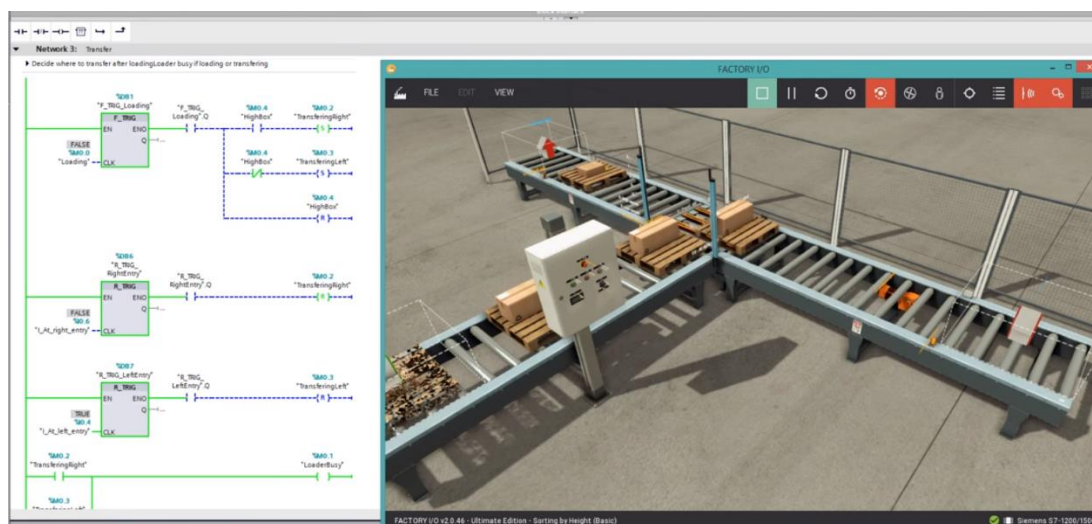 Network 3: Transfer
Decide where to transfer after loadingLoader busy if loading or transfering
%DB1
"F_TRIG_Loading"
F_TRIG
EN ENO
Q
FALSE
%M0.0
"Loading"
CLK
"F_TRIG_
Loading".Q
%M0.4
"HighBox"
%M0.2
"TransferingRight"
S
%M0.4
"HighBox"
%M0.3
"TransferingLeft"
S
%M0.4
"HighBox"
R
%DB6
"R_TRIG_
RightEntry"
R_TRIG
EN ENO
Q
FALSE
%I0.6
"I_At_right_entry"
CLK
"R_TRIG_
RightEntry".Q
%M0.2
"TransferingRight"
R
%DB7
"R_TRIG_LeftEntry"
R_TRIG
EN ENO
Q
TRUE
%I0.4
"I_At_left_entry"
CLK
"R_TRIG_
LeftEntry".Q
%M0.3
"TransferingLeft"
R
%M0.2
"TransferingRight"
%M0.1
"LoaderBusy"
%M0.3
FACTORY I/O
FILE EDIT VIEW
FACTORY I/O v2.0.46 - Ultimate Edition - Sorting by Height (Basic)
Siemens S7-1200/150